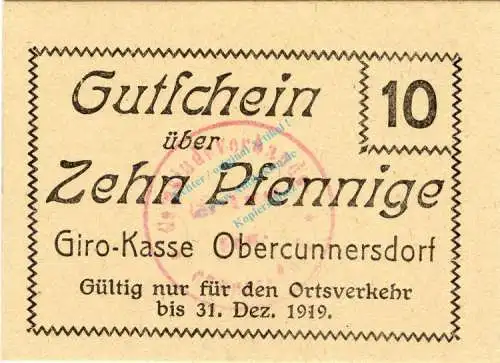 Gutſchein
10
über
Zehn Pfennige
Giro-Kasse Obercunnersdorf
Gültig nur für den Ortsverkehr
bis 31. Dez. 1919.